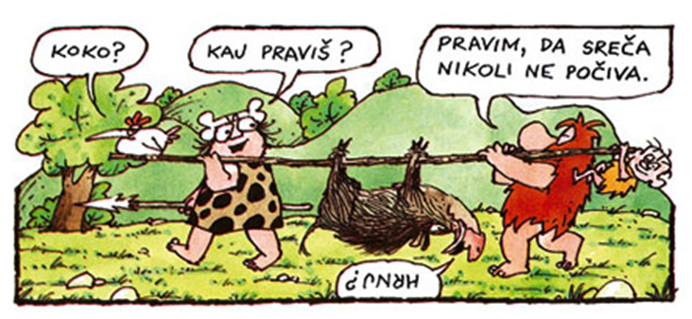 KOKO?
KAJ PRAVIŠ?
PRAVIM, DA SREČA
NIKOLI NE POČIVA.
HRNJ?